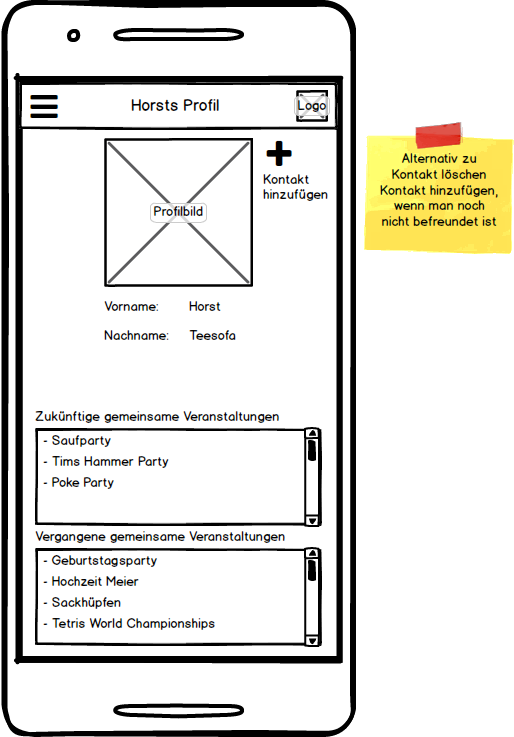 Horsts Profil
Logo
Kontakt
hinzufügen
Profilbild
Vorname: Horst
Nachname: Teesofa
Zukünftige gemeinsame Veranstaltungen
- Saufparty
- Tims Hammer Party
- Poke Party
Vergangene gemeinsame Veranstaltungen
- Geburtstagsparty
- Hochzeit Meier
- Sackhüpfen
- Tetris World Championships
Alternativ zu
Kontakt löschen
Kontakt hinzufügen,
wenn man noch
nicht befreundet ist